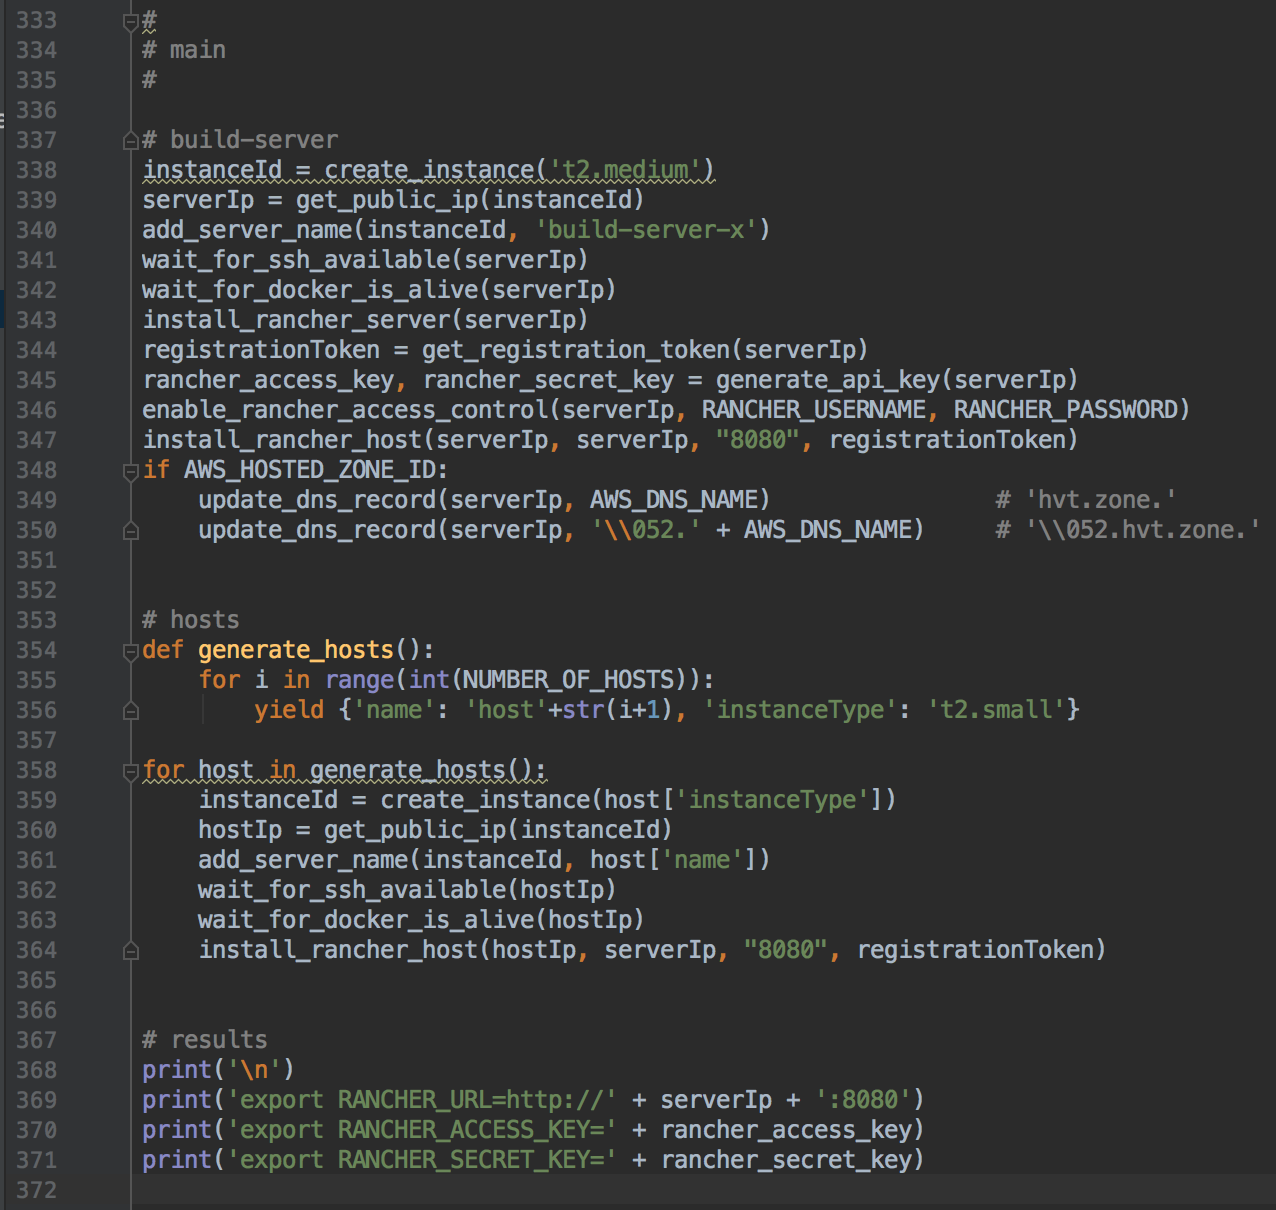 333 #
334 # main
335 #
336
337 # build-server
338 instanceId = create_instance('t2.medium')
339 serverIp = get_public_ip(instanceId)
340 add_server_name(instanceId, 'build-server-x')
341 wait_for_ssh_available(serverIp)
342 wait_for_docker_is_alive(serverIp)
343 install_rancher_server(serverIp)
344 registrationToken = get_registration_token(serverIp)
345 rancher_access_key, rancher_secret_key = generate_api_key(serverIp)
346 enable_rancher_access_control(serverIp, RANCHER_USERNAME, RANCHER_PASSWORD)
347 install_rancher_host(serverIp, serverIp, "8080", registrationToken)
348 if AWS_HOSTED_ZONE_ID:
349     update_dns_record(serverIp, AWS_DNS_NAME)                # 'hvt.zone.'
350     update_dns_record(serverIp, '\\052.' + AWS_DNS_NAME)     # '\\052.hvt.zone.'
351
352
353 # hosts
354 def generate_hosts():
355     for i in range(int(NUMBER_OF_HOSTS)):
356         yield {'name': 'host'+str(i+1), 'instanceType': 't2.small'}
357
358 for host in generate_hosts():
359     instanceId = create_instance(host['instanceType'])
360     hostIp = get_public_ip(instanceId)
361     add_server_name(instanceId, host['name'])
362     wait_for_ssh_available(hostIp)
363     wait_for_docker_is_alive(hostIp)
364     install_rancher_host(hostIp, serverIp, "8080", registrationToken)
365
366
367 # results
368 print('\n')
369 print('export RANCHER_URL=http://' + serverIp + ':8080')
370 print('export RANCHER_ACCESS_KEY=' + rancher_access_key)
371 print('export RANCHER_SECRET_KEY=' + rancher_secret_key)
372